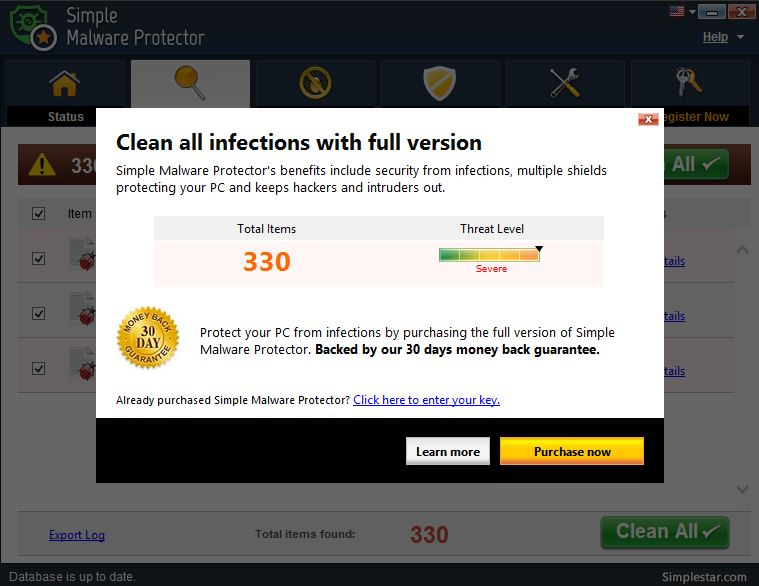 Simple
Malware Protector
Help
Status
egister Now
Clean all infections with full version
Simple Malware Protector's benefits include security from infections, multiple shields
protecting your PC and keeps hackers and intruders out.
330
All
Total Items
Threat Level
Item
s
330
Severe
tails
tails
MONEY BACK
30
DAY
GUARANTEE
Protect your PC from infections by purchasing the full version of Simple
Malware Protector. Backed by our 30 days money back guarantee.
tails
Already purchased Simple Malware Protector? Click here to enter your key.
Learn more
Purchase now
Export Log
Total items found:
330
Clean All
Database is up to date.
Simplestar.com